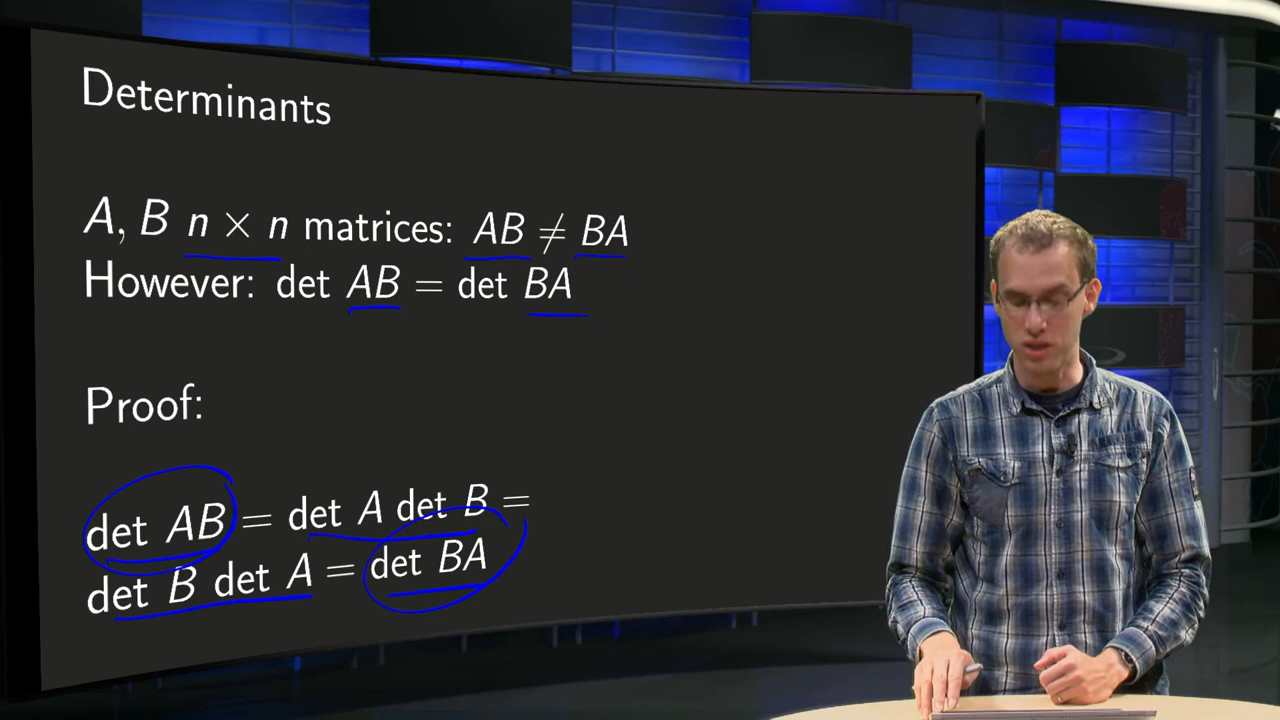 Determinants
A, B n × n matrices: AB ≠ BA
However: det AB = det BA
Proof:
det AB = det A det B =
det B det A = det BA